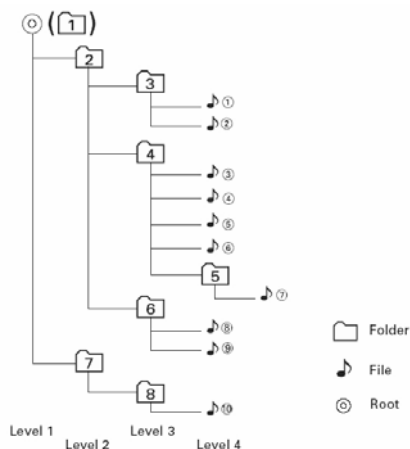 (1)
2
3
①
②
4
③
④
⑤
⑥
5
⑦
6
⑧
⑨
7
8
⑩
Folder
File
Root
Level 1
Level 2
Level 3
Level 4